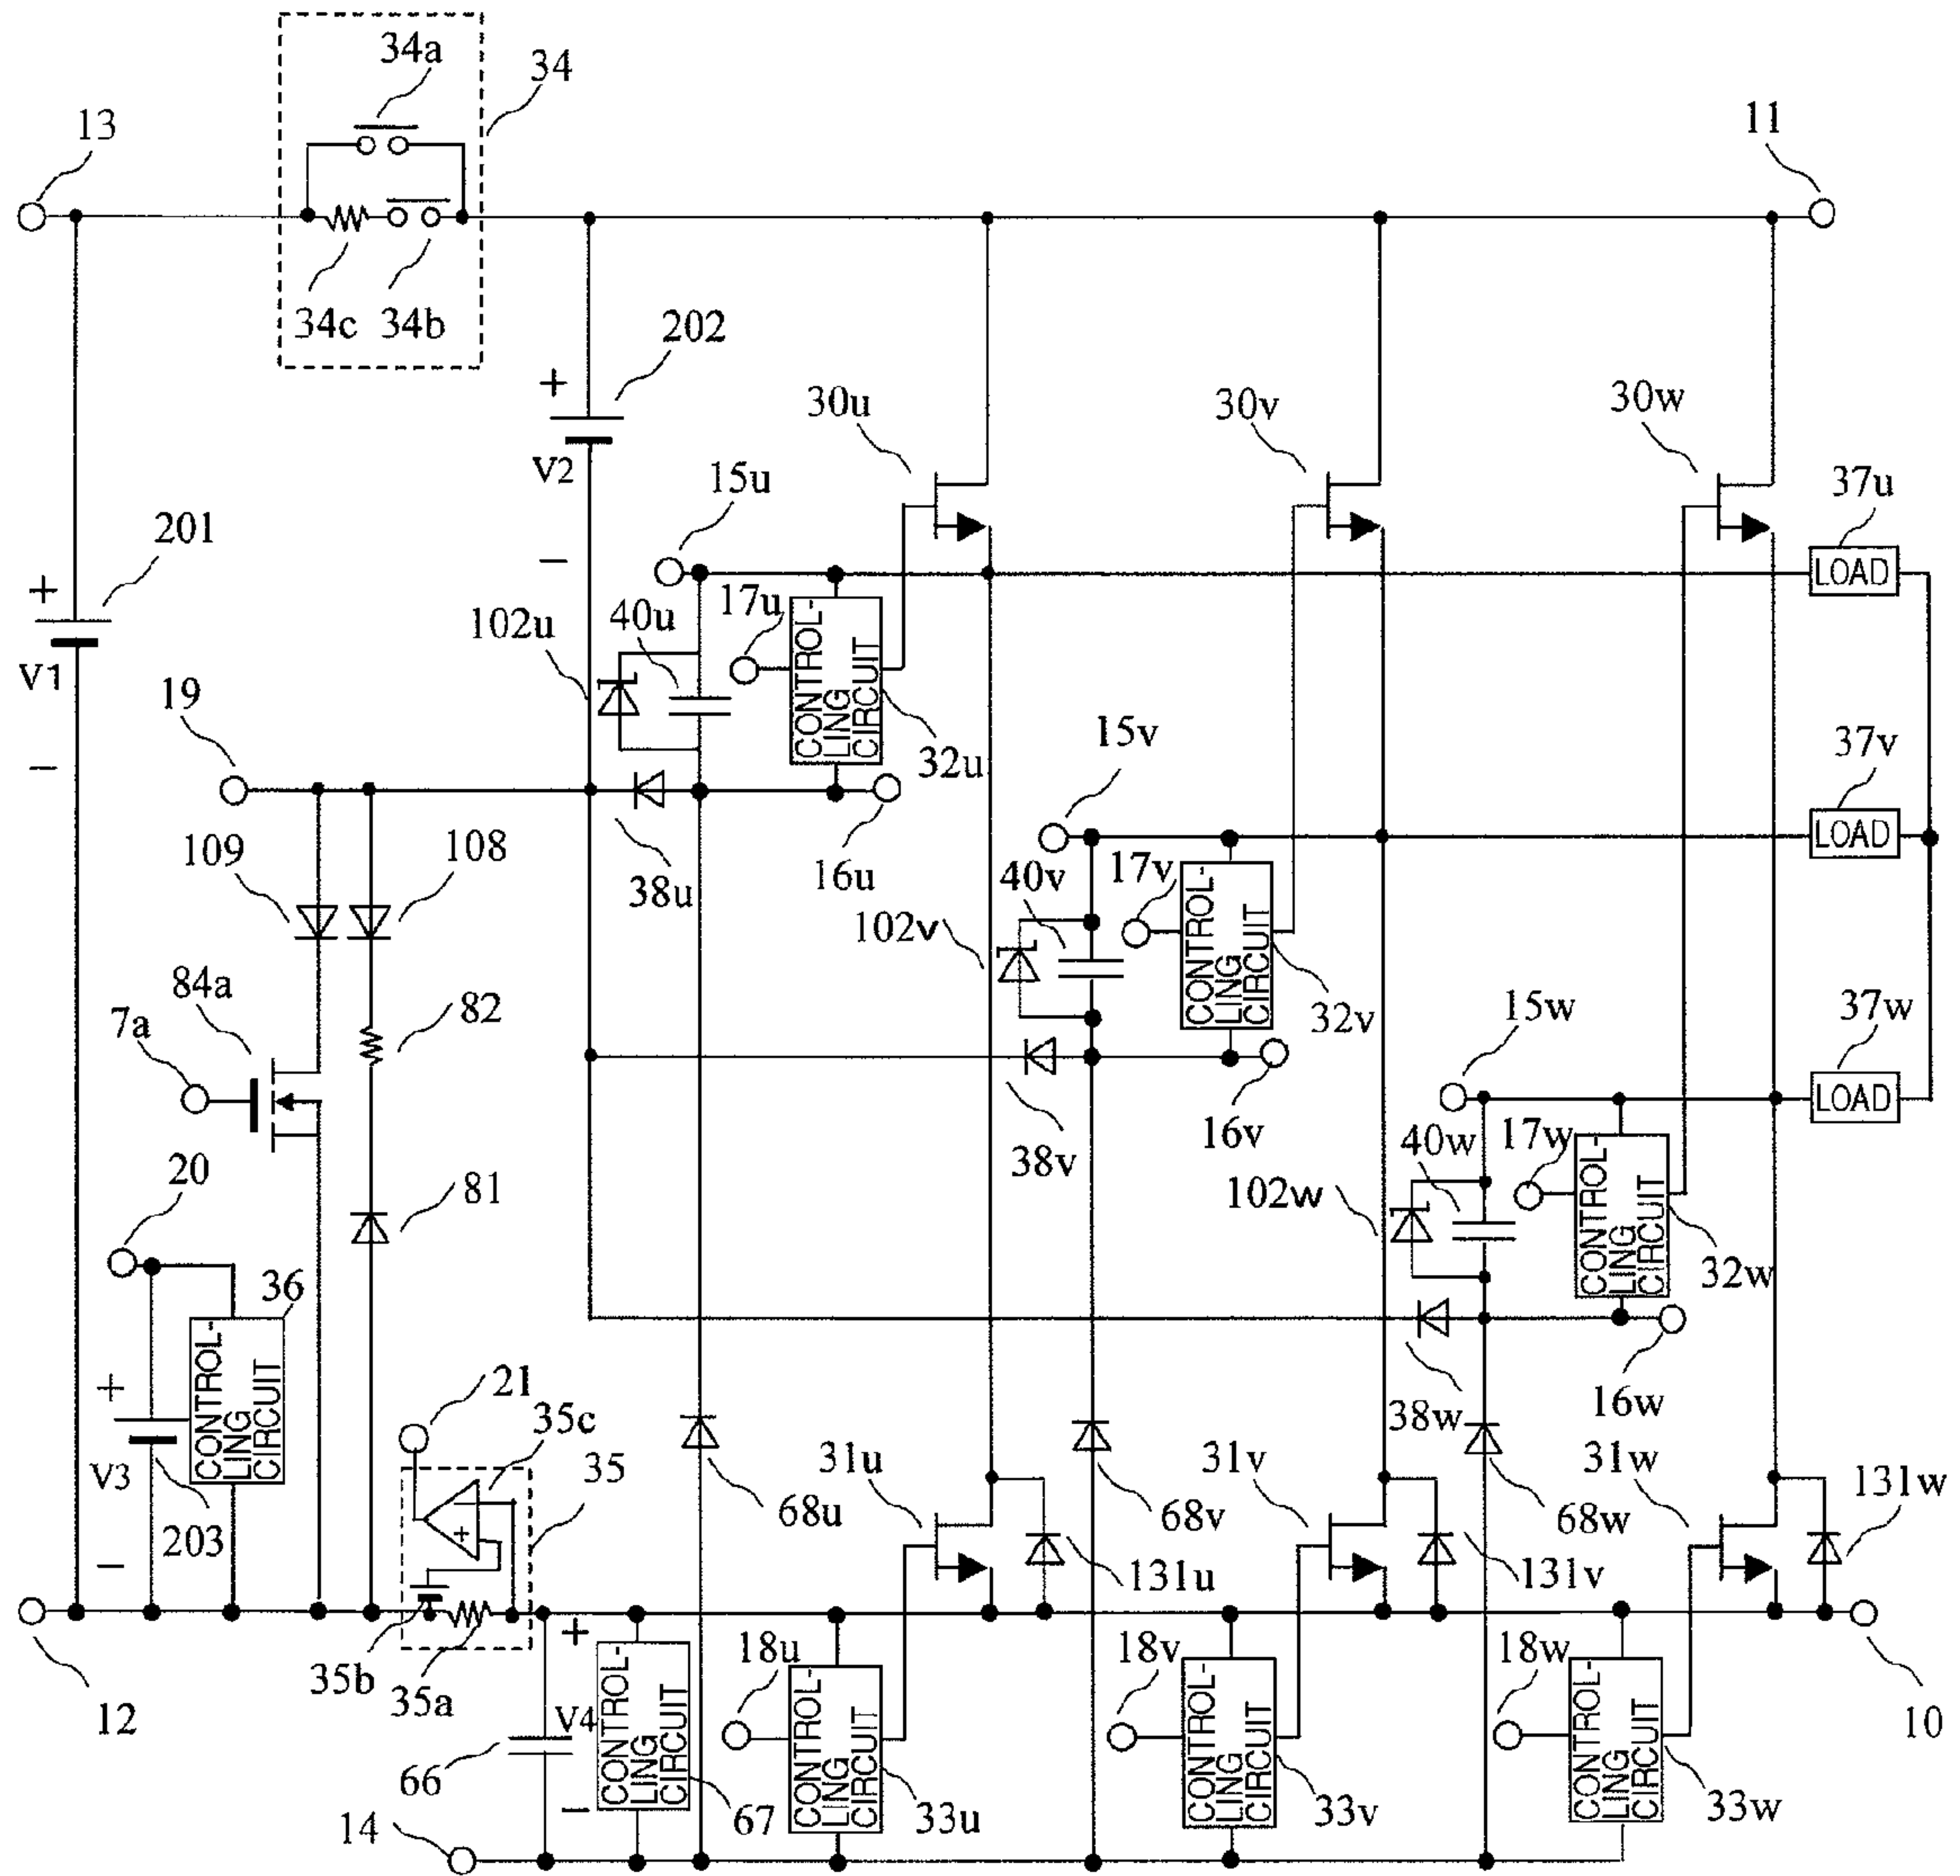 34a
34
13
11
34c 34b
202
+
30u
30v
30w
V2
15u
37u
201
LOAD
+
−
17u
102u
40u
CONTROL-
LING
CIRCUIT
V1
19
15v
37v
−
32u
LOAD
109
108
38u
16u
40v
17v
CONTROL-
LING
CIRCUIT
102v
84a
7a
82
32v
15w
37w
LOAD
20
16v
40w
17w
38v
81
102w
CONTROL-
LING
CIRCUIT
36
32w
CONTROL-
LING
CIRCUIT
+
21
35c
38w
16w
V3
35
31u
31v
31w
131w
203
68u
68v
68w
−
+
131u
131v
35b
35a
+
18u
18v
18w
12
V4
CONTROL-
LING
CIRCUIT
CONTROL-
LING
CIRCUIT
CONTROL-
LING
CIRCUIT
CONTROL-
LING
CIRCUIT
10
66
−
67
33u
33v
33w
14